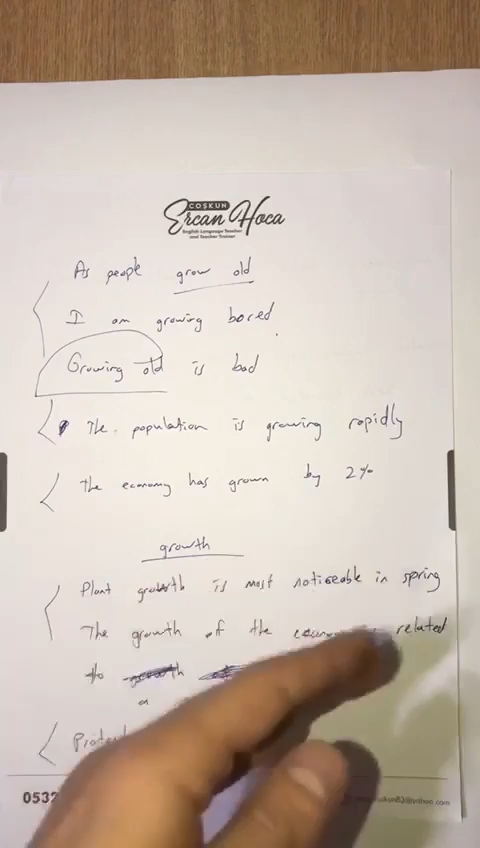 COŞKUN
Ercan Hoca
English Language Teacher
and Teacher Trainer
As people grow old
I am growing bored
Growing old is bad
The population is growing rapidly
The economy has grown by 2%
growth
Plant growth is most noticeable in spring
The growth of the related
to
a
0532